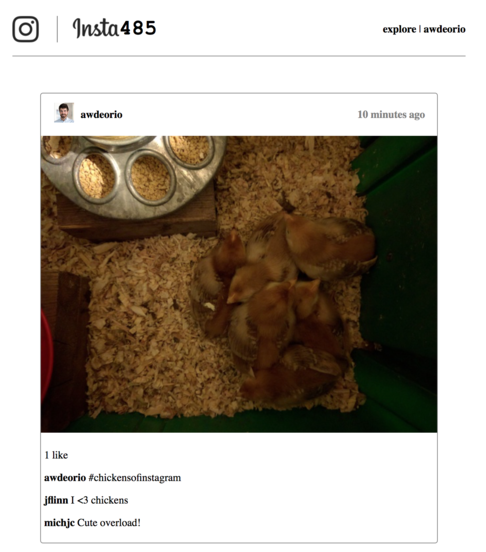 Insta485
explore | awdeorio
awdeorio
10 minutes ago
1 like
awdeorio #chickensofinstagram
jflinn I <3 chickens
michjc Cute overload!